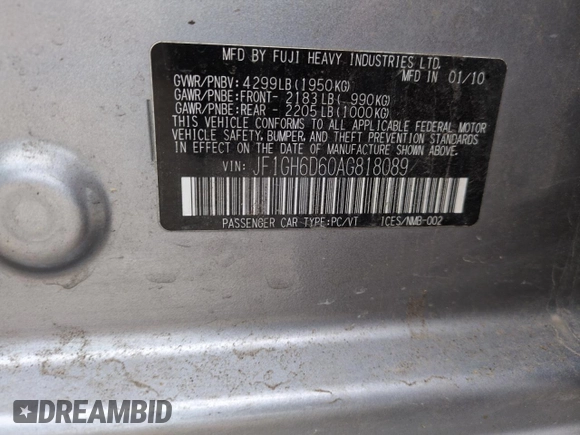 MFD BY FUJI HEAVY INDUSTRIES LTD.
MFD IN 01/10
GVWR/PNBV: 4299LB(1950KG)
GAWR/PNBE:FRONT- 2183LB( 990KG)
GAWR/PNBE:REAR - 2205LB(1000KG)
THIS VEHICLE CONFORMS TO ALL APPLICABLE FEDERAL MOTOR
VEHICLE SAFETY, BUMPER, AND THEFT PREVENTION STANDARDS
IN EFFECT ON THE DATE OF MANUFACTURE SHOWN ABOVE.
VIN: JF1GH6D60AG818089
PASSENGER CAR TYPE:PC/VT ICES/NMB-002
DREAMBID